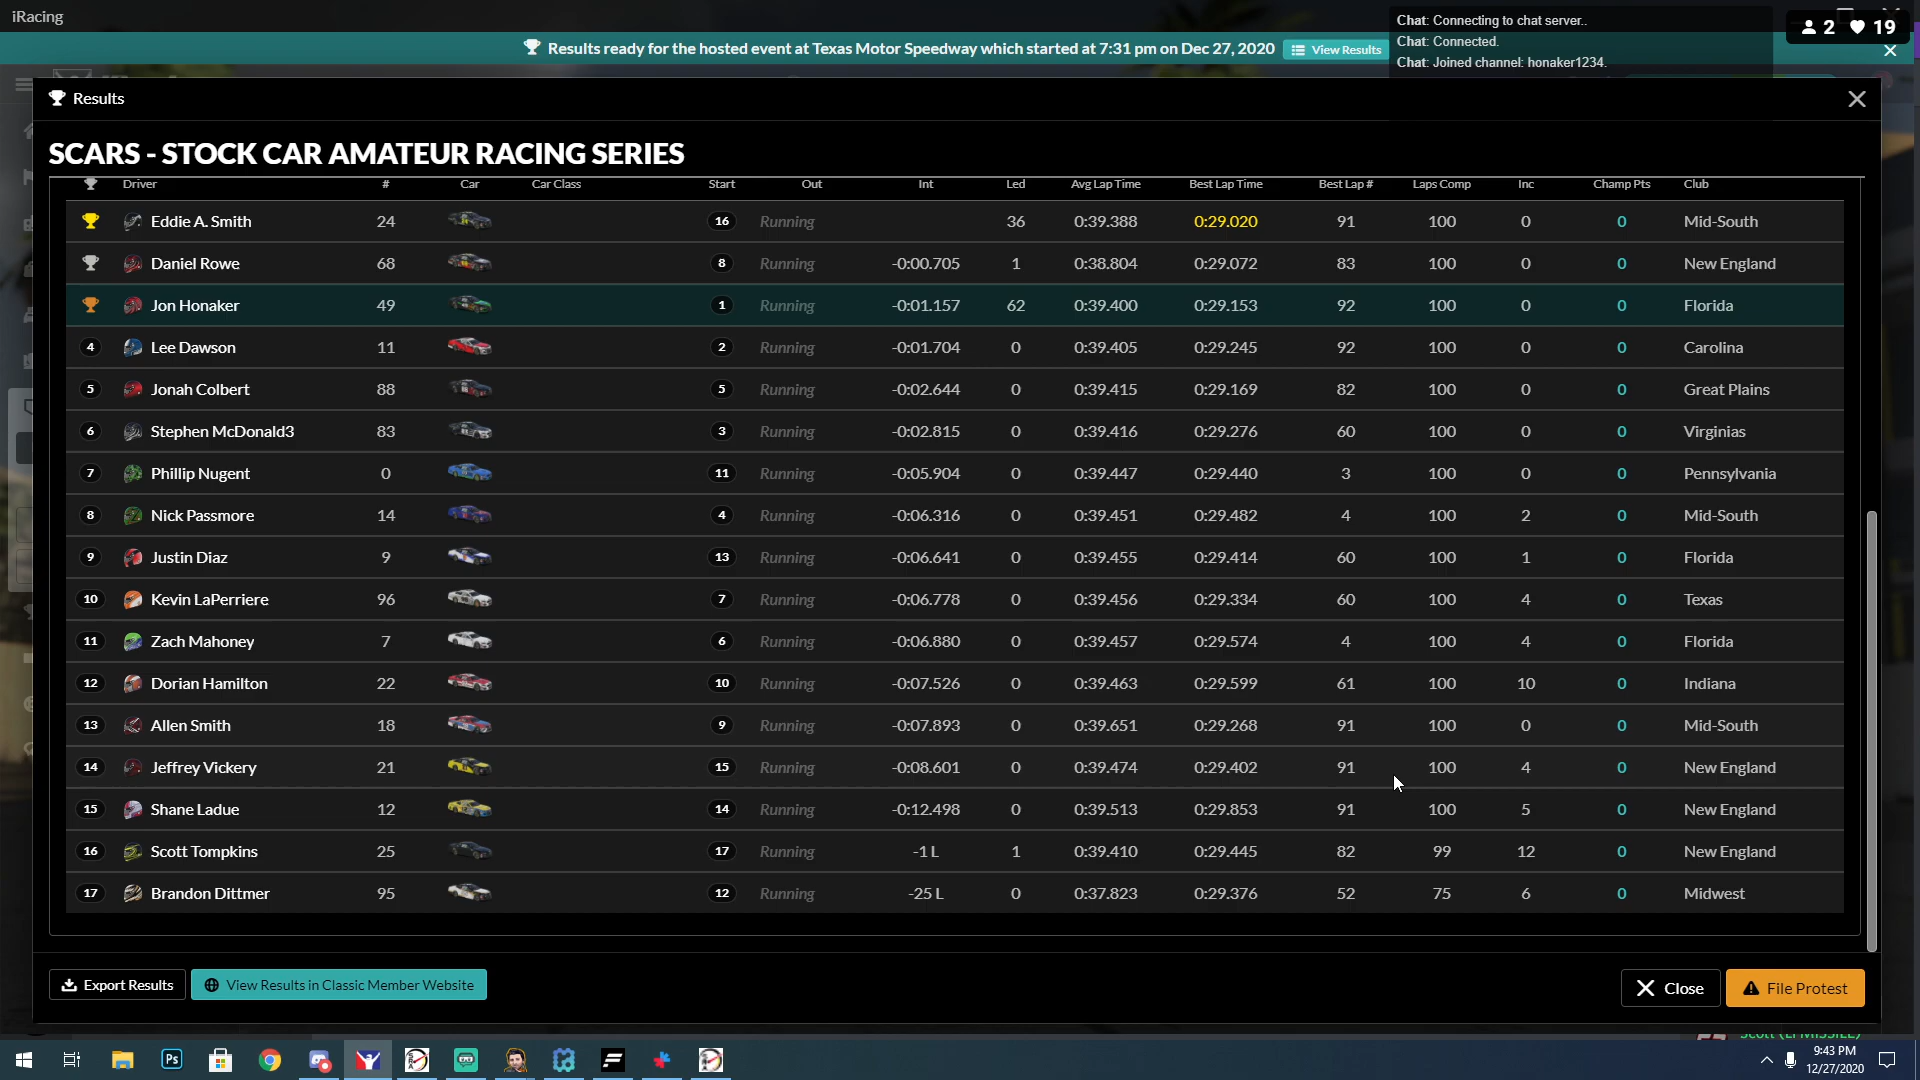 iRacing
Chat: Connecting to chat server..
2 19
Results ready for the hosted event at Texas Motor Speedway which started at 7:31 pm on Dec 27, 2020 View Results
Chat: Connected.
Chat: Joined channel: honaker1234.
Results
SCARS - STOCK CAR AMATEUR RACING SERIES
Driver # Car Car Class Start Out Int Led Avg Lap Time Best Lap Time Best Lap # Laps Comp Inc Champ Pts Club
Eddie A. Smith 24 16 Running 36 0:39.388 0:29.020 91 100 0 0 Mid-South
Daniel Rowe 68 8 Running -0:00.705 1 0:38.804 0:29.072 83 100 0 0 New England
Jon Honaker 49 1 Running -0:01.157 62 0:39.400 0:29.153 92 100 0 0 Florida
4 Lee Dawson 11 2 Running -0:01.704 0 0:39.405 0:29.245 92 100 0 0 Carolina
5 Jonah Colbert 88 5 Running -0:02.644 0 0:39.415 0:29.169 82 100 0 0 Great Plains
6 Stephen McDonald3 83 3 Running -0:02.815 0 0:39.416 0:29.276 60 100 0 0 Virginias
7 Phillip Nugent 0 11 Running -0:05.904 0 0:39.447 0:29.440 3 100 0 0 Pennsylvania
8 Nick Passmore 14 4 Running -0:06.316 0 0:39.451 0:29.482 4 100 2 0 Mid-South
9 Justin Diaz 9 13 Running -0:06.641 0 0:39.455 0:29.414 60 100 1 0 Florida
10 Kevin LaPerriere 96 7 Running -0:06.778 0 0:39.456 0:29.334 60 100 4 0 Texas
11 Zach Mahoney 7 6 Running -0:06.880 0 0:39.457 0:29.574 4 100 4 0 Florida
12 Dorian Hamilton 22 10 Running -0:07.526 0 0:39.463 0:29.599 61 100 10 0 Indiana
13 Allen Smith 18 9 Running -0:07.893 0 0:39.651 0:29.268 91 100 0 0 Mid-South
14 Jeffrey Vickery 21 15 Running -0:08.601 0 0:39.474 0:29.402 91 100 4 0 New England
15 Shane Ladue 12 14 Running -0:12.498 0 0:39.513 0:29.853 91 100 5 0 New England
16 Scott Tompkins 25 17 Running -1 L 1 0:39.410 0:29.445 82 99 12 0 New England
17 Brandon Dittmer 95 12 Running -25 L 0 0:37.823 0:29.376 52 75 6 0 Midwest
Export Results View Results in Classic Member Website Close File Protest
Ps
9:43 PM
12/27/2020